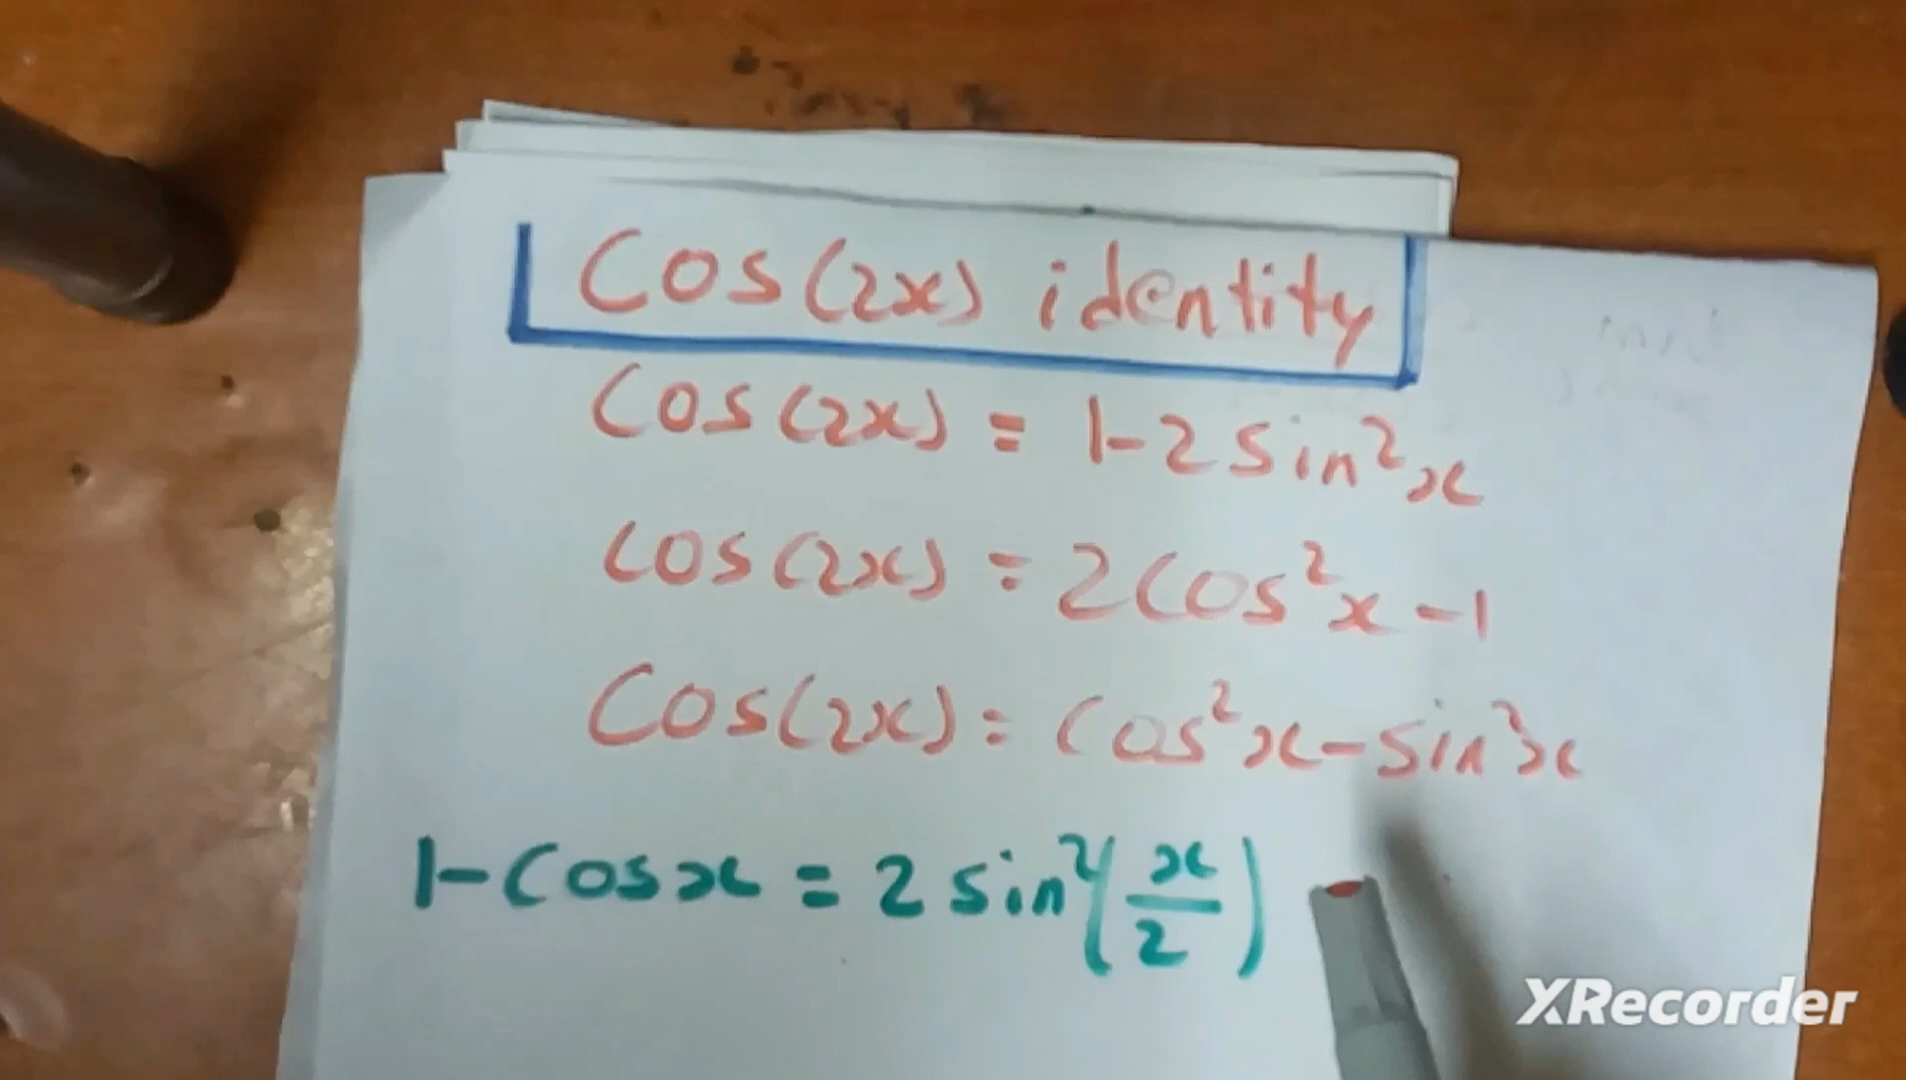 Cos(2x) identity
Cos(2x) = 1-2sin²x
Cos(2x) = 2Cos²x -1
Cos(2x) = Cos²x-sin²x
1-Cosx = 2sin²(x/2)
XRecorder